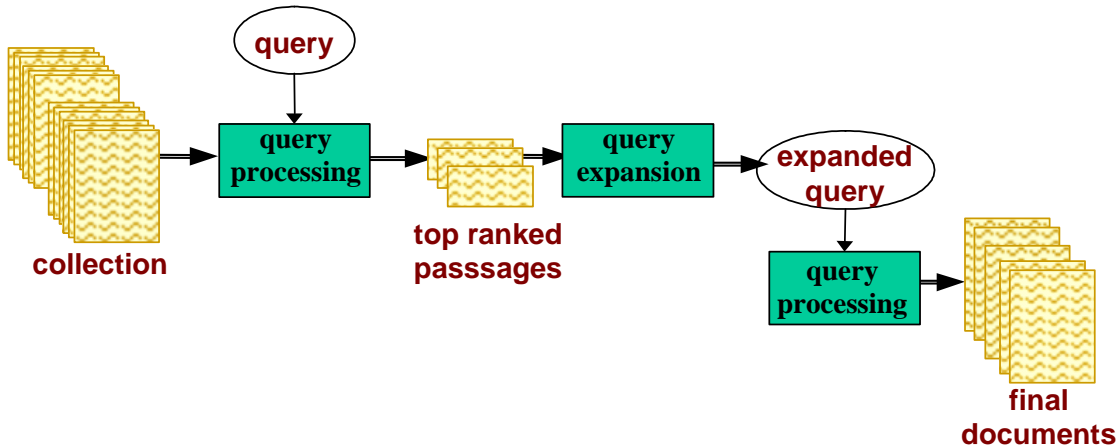 query
query
processing
query
expansion
expanded
query
collection
top ranked
passsages
query
processing
final
documents